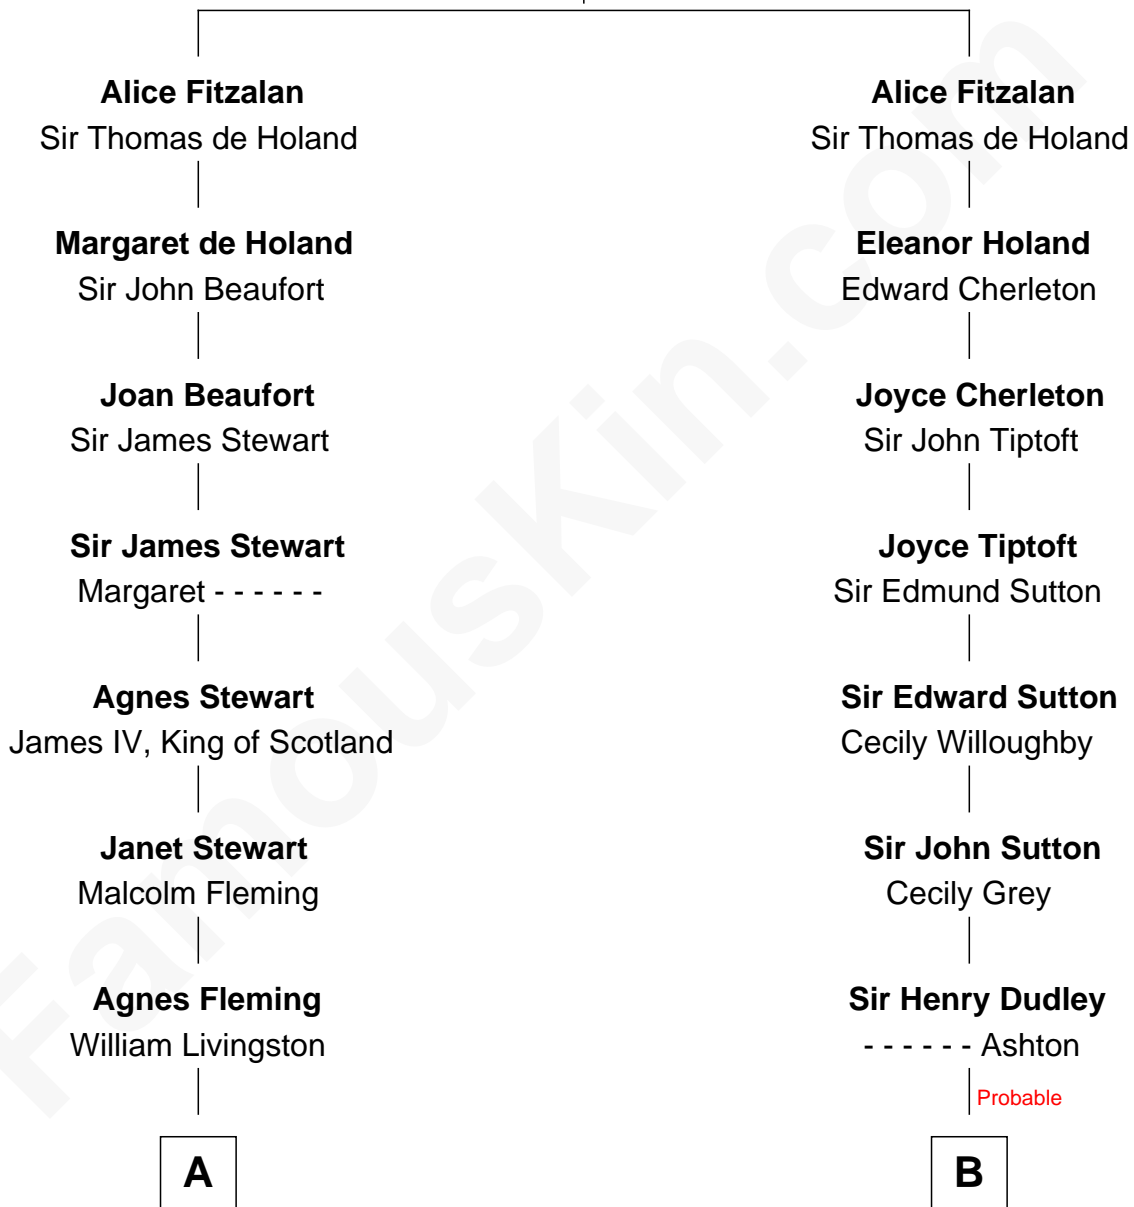 Alice Fitzalan
Sir Thomas de Holand
Margaret de Holand
Sir John Beaufort
Joan Beaufort
Sir James Stewart
Sir James Stewart
Margaret - - - - - -
Agnes Stewart
James IV, King of Scotland
Janet Stewart
Malcolm Fleming
Agnes Fleming
William Livingston
A
Alice Fitzalan
Sir Thomas de Holand
Eleanor Holand
Edward Cherleton
Joyce Cherleton
Sir John Tiptoft
Joyce Tiptoft
Sir Edmund Sutton
Sir Edward Sutton
Cecily Willoughby
Sir John Sutton
Cecily Grey
Sir Henry Dudley
- - - - - - Ashton
Probable
B
FamousKin.com